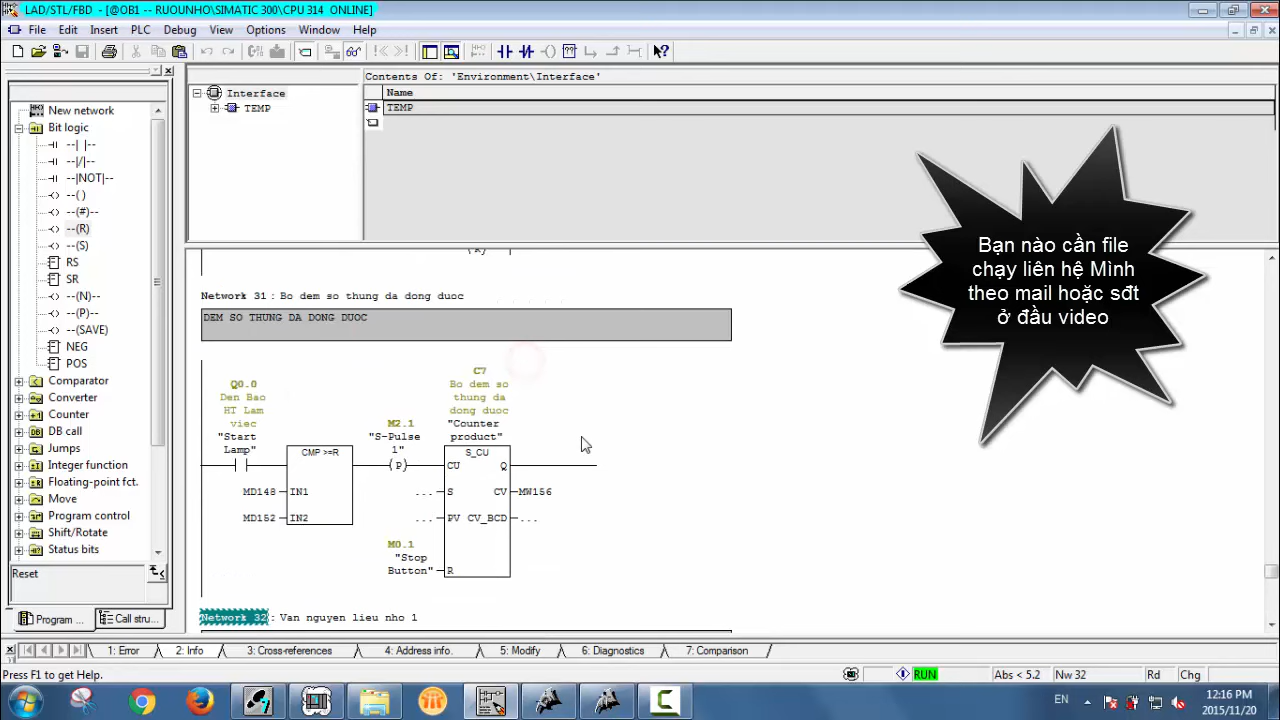 LAD/STL/FBD - [@OB1 -- RUOUNHO\SIMATIC 300\CPU 314 ONLINE]
File Edit Insert PLC Debug View Options Window Help
New network
Bit logic
--| |--
--|/|--
--|NOT|--
--( )
--(#)--
--(R)
--(S)
RS
SR
--(N)--
--(P)--
--(SAVE)
NEG
POS
Comparator
Converter
Counter
DB call
Jumps
Integer function
Floating-point fct.
Move
Program control
Shift/Rotate
Status bits
Reset
Program ... Call stru...
Interface
TEMP
Contents Of: 'Environment\Interface'
Name
TEMP
Network 31 : Bo dem so thung da dong duoc
DEM SO THUNG DA DONG DUOC
Q0.0
Den Bao
HT Lam
viec
"Start
Lamp"
CMP >=R
MD148 IN1
MD152 IN2
M2.1
"S-Pulse
1"
(P)
C7
Bo dem so
thung da
dong duoc
"Counter
product"
S_CU
CU Q
... S CV MW156
... PV CV_BCD ...
M0.1
"Stop
Button" R
Network 32 : Van nguyen lieu nho 1
Bạn nào cần file
chạy liên hệ Mình
theo mail hoặc sđt
ở đầu video
1: Error 2: Info 3: Cross-references 4: Address info. 5: Modify 6: Diagnostics 7: Comparison
Press F1 to get Help. RUN Abs < 5.2 Nw 32 Rd Chg
EN
12:16 PM
2015/11/20